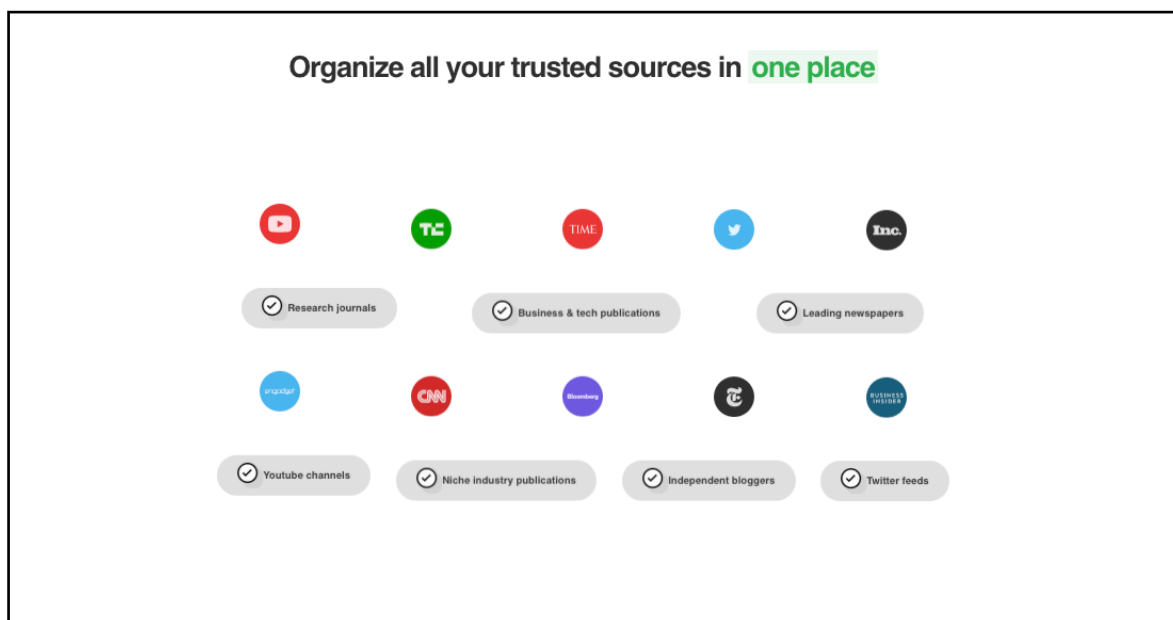 Organize all your trusted sources in one place
TC
TIME
Inc.
Research journals
Business & tech publications
Leading newspapers
engadget
CNN
Bloomberg
T
BUSINESS
INSIDER
Youtube channels
Niche industry publications
Independent bloggers
Twitter feeds